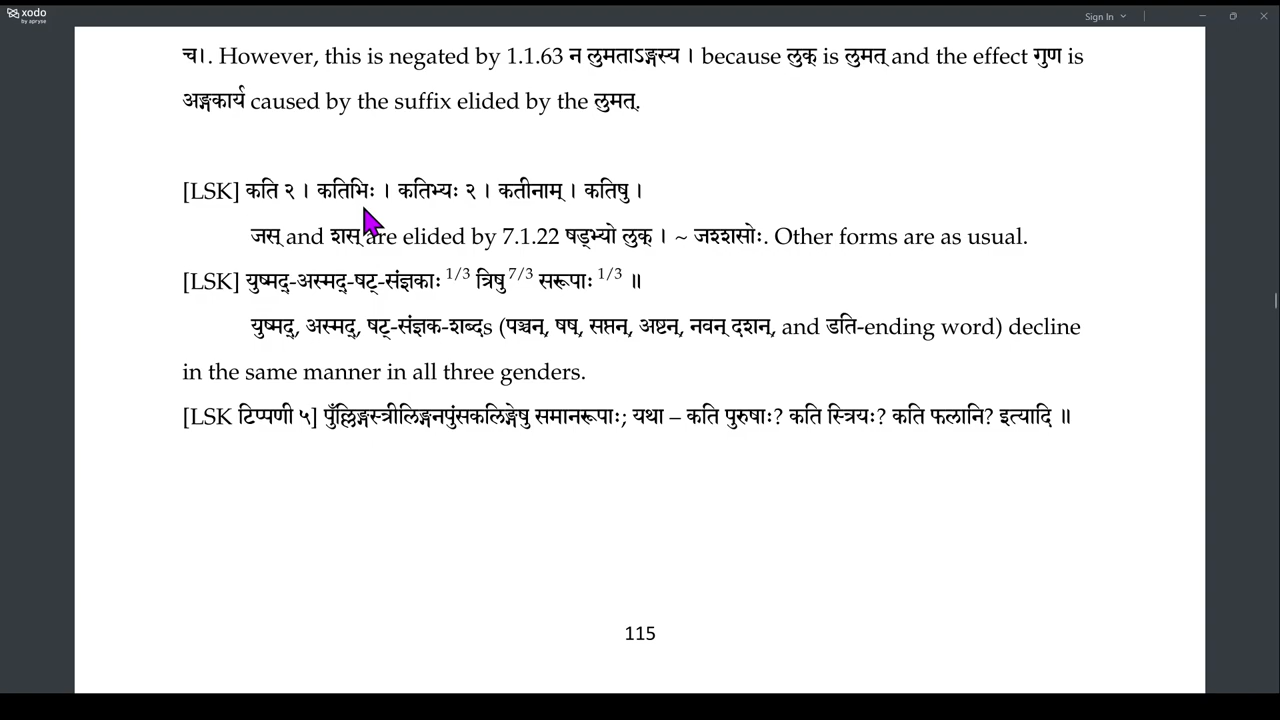 xodo
by apryse
Sign In
च।. However, this is negated by 1.1.63 न लुमताऽङ्गस्य । because लुक् is लुमत् and the effect गुण is
अङ्गकार्य caused by the suffix elided by the लुमत्.
[LSK] कति २ । कतिभिः । कतिभ्यः २ । कतीनाम् । कतिषु ।
जस् and शस् are elided by 7.1.22 षड्भ्यो लुक् । ~ जश्शसोः. Other forms are as usual.
[LSK] युष्मद्-अस्मद्-षट्-संज्ञकाः 1/3 त्रिषु 7/3 सरूपाः 1/3 ॥
युष्मद्, अस्मद्, षट्-संज्ञक-शब्दs (पञ्चन्, षष्, सप्तन्, अष्टन्, नवन् दशन्, and डति-ending word) decline
in the same manner in all three genders.
[LSK टिप्पणी ५] पुँल्लिङ्गस्त्रीलिङ्गनपुंसकलिङ्गेषु समानरूपाः; यथा – कति पुरुषाः? कति स्त्रियः? कति फलानि? इत्यादि ॥
115